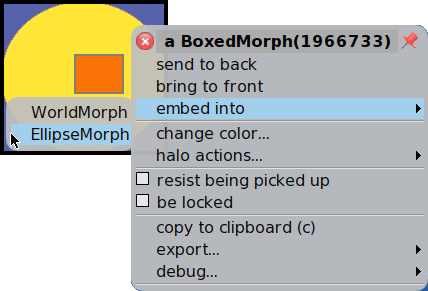 a BoxedMorph(1966733)
send to back
bring to front
embed into
WorldMorph
EllipseMorph
change color...
halo actions...
resist being picked up
be locked
copy to clipboard (c)
export...
debug...